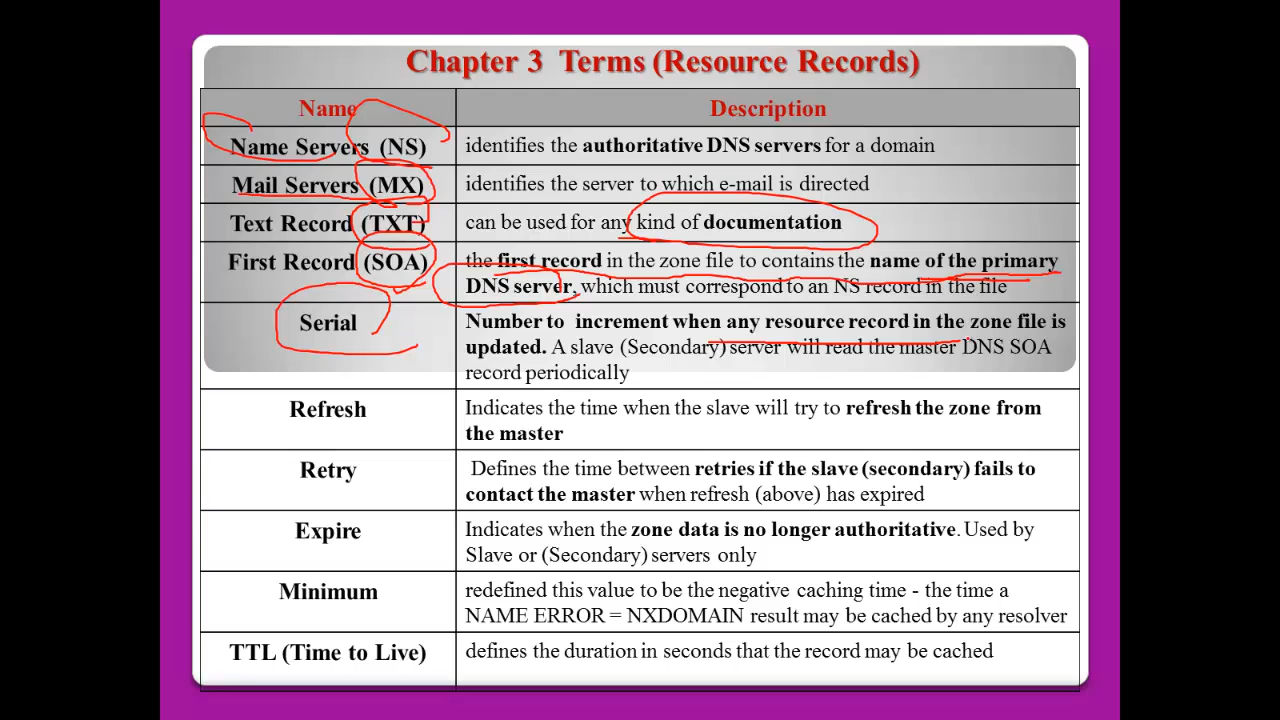 Chapter 3 Terms (Resource Records)
Name Description
Name Servers (NS) identifies the authoritative DNS servers for a domain
Mail Servers (MX) identifies the server to which e-mail is directed
Text Record (TXT) can be used for any kind of documentation
First Record (SOA) the first record in the zone file to contains the name of the primary
DNS server, which must correspond to an NS record in the file
Serial Number to increment when any resource record in the zone file is
updated. A slave (Secondary) server will read the master DNS SOA
record periodically
Refresh Indicates the time when the slave will try to refresh the zone from
the master
Retry Defines the time between retries if the slave (secondary) fails to
contact the master when refresh (above) has expired
Expire Indicates when the zone data is no longer authoritative. Used by
Slave or (Secondary) servers only
Minimum redefined this value to be the negative caching time - the time a
NAME ERROR = NXDOMAIN result may be cached by any resolver
TTL (Time to Live) defines the duration in seconds that the record may be cached